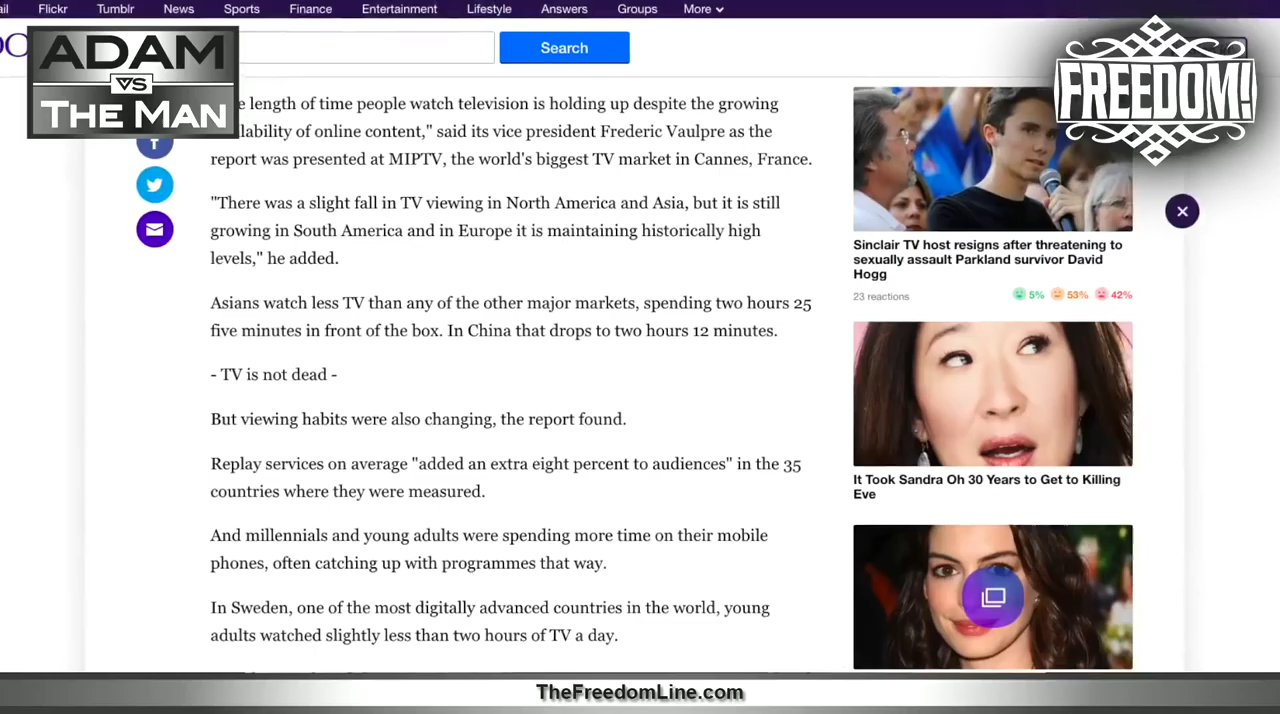 Flickr Tumblr News Sports Finance Entertainment Lifestyle Answers Groups More
ADAM
VS
THE MAN
Search
FREEDOM!
length of time people watch television is holding up despite the growing
of online content," said its vice president Frederic Vaulpre as the
report was presented at MIPTV, the world's biggest TV market in Cannes, France.
"There was a slight fall in TV viewing in North America and Asia, but it is still
growing in South America and in Europe it is maintaining historically high
levels," he added.
Asians watch less TV than any of the other major markets, spending two hours 25
five minutes in front of the box. In China that drops to two hours 12 minutes.
- TV is not dead -
But viewing habits were also changing, the report found.
Replay services on average "added an extra eight percent to audiences" in the 35
countries where they were measured.
And millennials and young adults were spending more time on their mobile
phones, often catching up with programmes that way.
In Sweden, one of the most digitally advanced countries in the world, young
adults watched slightly less than two hours of TV a day.
Sinclair TV host resigns after threatening to
sexually assault Parkland survivor David
Hogg
23 reactions 5% 53% 42%
It Took Sandra Oh 30 Years to Get to Killing
Eve
TheFreedomLine.com